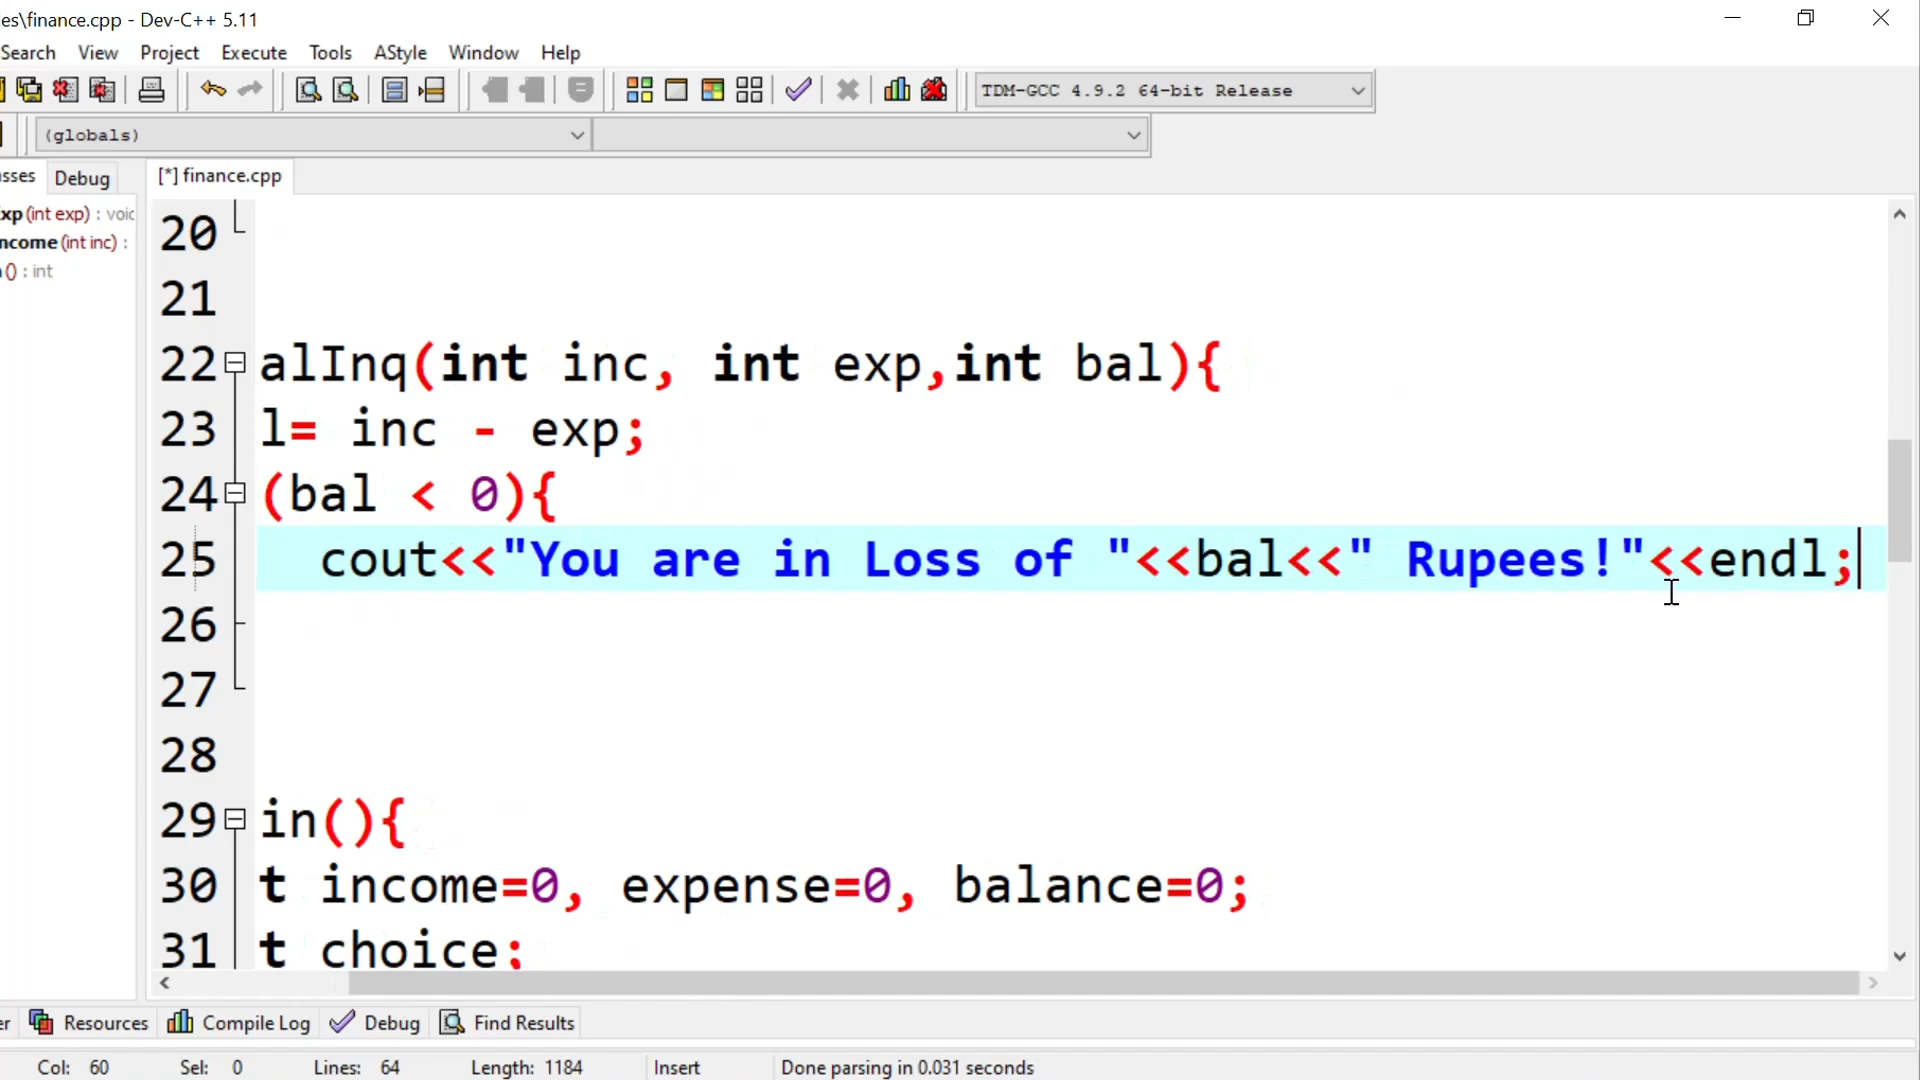 es\finance.cpp - Dev-C++ 5.11
Search View Project Execute Tools AStyle Window Help
TDM-GCC 4.9.2 64-bit Release
(globals)
sses Debug [*] finance.cpp
xp (int exp) : voic
ncome (int inc) :
() : int
20
21
22 alInq(int inc, int exp,int bal){
23 l= inc - exp;
24 (bal < 0){
25 cout<<"You are in Loss of "<<bal<<" Rupees!"<<endl;
26
27
28
29 in(){
30 t income=0, expense=0, balance=0;
31 t choice;
er Resources Compile Log Debug Find Results
Col: 60 Sel: 0 Lines: 64 Length: 1184 Insert Done parsing in 0.031 seconds